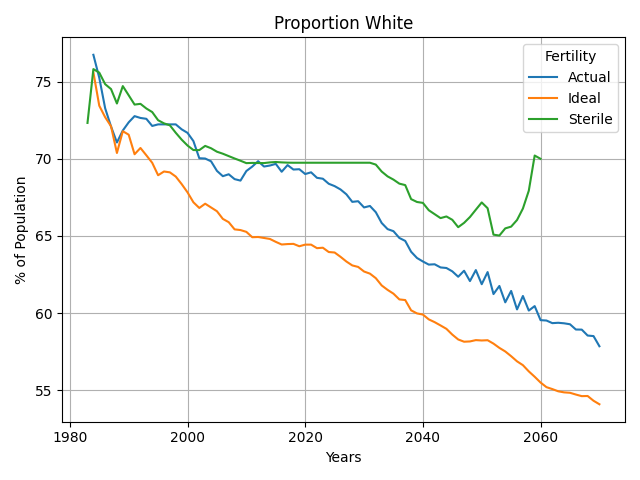 Proportion White
% of Population
75
70
65
60
55
Fertility
Actual
Ideal
Sterile
1980
2000
2020
2040
2060
Years